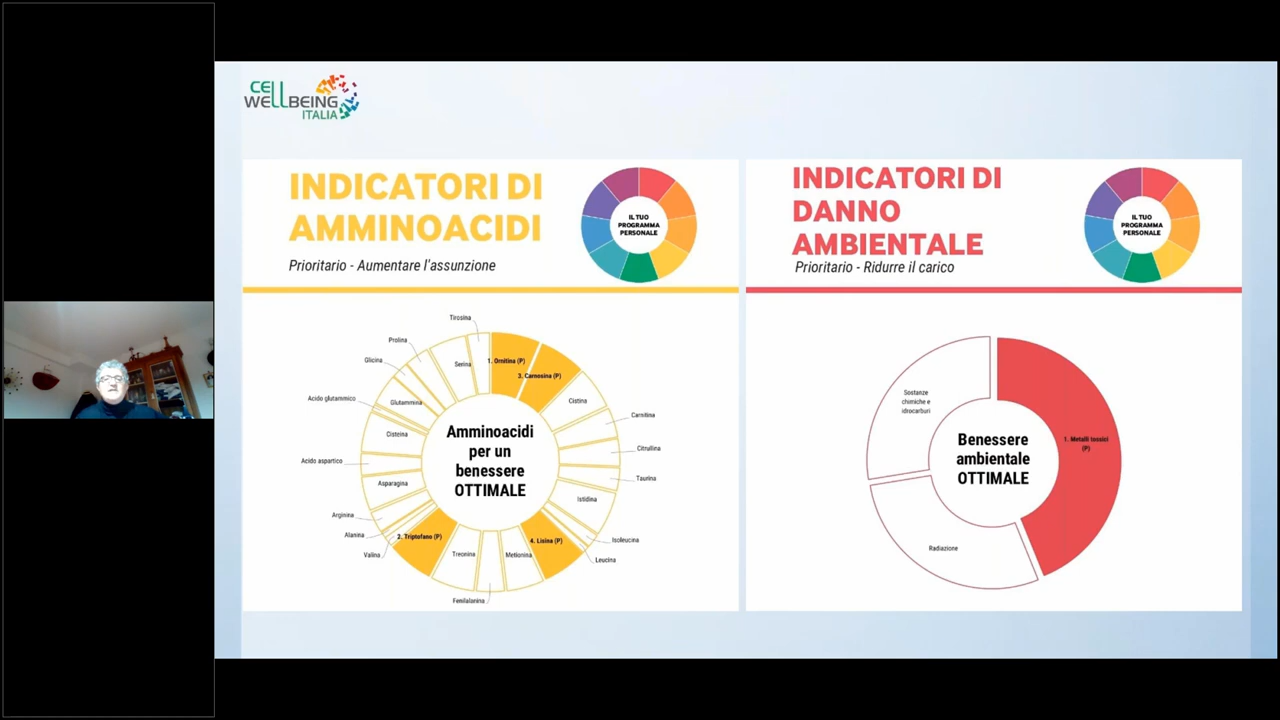 CELL
WELLBEING
ITALIA
INDICATORI DI
AMMINOACIDI
Prioritario - Aumentare l'assunzione
IL TUO
PROGRAMMA
PERSONALE
Tirosina
Prolina
Glicina
Serina
1. Ornitina (P)
3. Carnosina (P)
Acido glutammico
Glutammina
Cistina
Carnitina
Cisteina
Citrullina
Acido aspartico
Taurina
Asparagina
Istidina
Arginina
Alanina
Valina
2. Triptofano (P)
Treonina
Fenilalanina
Metionina
4. Lisina (P)
Isoleucina
Leucina
Amminoacidi
per un
benessere
OTTIMALE
INDICATORI DI
DANNO
AMBIENTALE
Prioritario - Ridurre il carico
IL TUO
PROGRAMMA
PERSONALE
Sostanze
chimiche e
idrocarburi
1. Metalli tossici
(P)
Radiazione
Benessere
ambientale
OTTIMALE